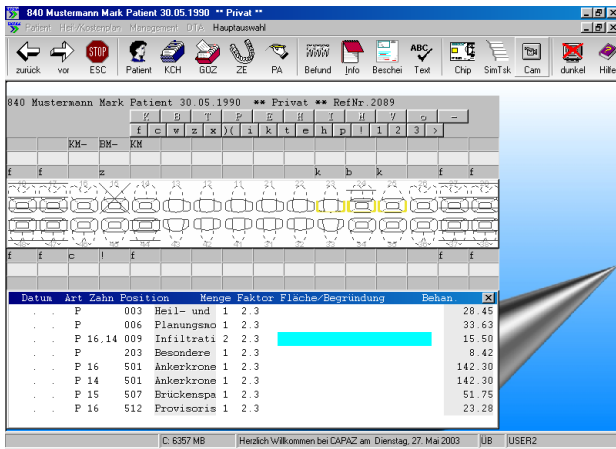 840 Mustermann Mark Patient 30.05.1990 ** Privat **
Patient Heil-/Kostenplan Management DTA Hauptauswahl
STOP ABC
zurück vor ESC Patient KCH GOZ ZE PA Befund Info Beschei Text Chip SimTsk Cam dunkel Hilfe
840 Mustermann Mark Patient 30.05.1990 ** Privat ** RefNr.2089
K B T P E H I M V o -
f c w z x )( i k t e h p ! 1 2 3 >
KM- BM- KM
f f z k b k f f
f f c ! f f f
Datum Art Zahn Position Menge Faktor Fläche/Begründung Behan.
. . P 003 Heil- und 1 2.3 28.45
. . P 006 Planungsmo 1 2.3 33.63
. . P 16,14 009 Infiltrati 2 2.3 15.50
. . P 203 Besondere 1 2.3 8.42
. . P 16 501 Ankerkrone 1 2.3 142.30
. . P 14 501 Ankerkrone 1 2.3 142.30
. . P 15 507 Brückenspa 1 2.3 51.75
. . P 16 512 Provisoris 1 2.3 23.28
C: 6357 MB Herzlich Willkommen bei CAPAZ am Dienstag, 27. Mai 2003 ÜB USER2